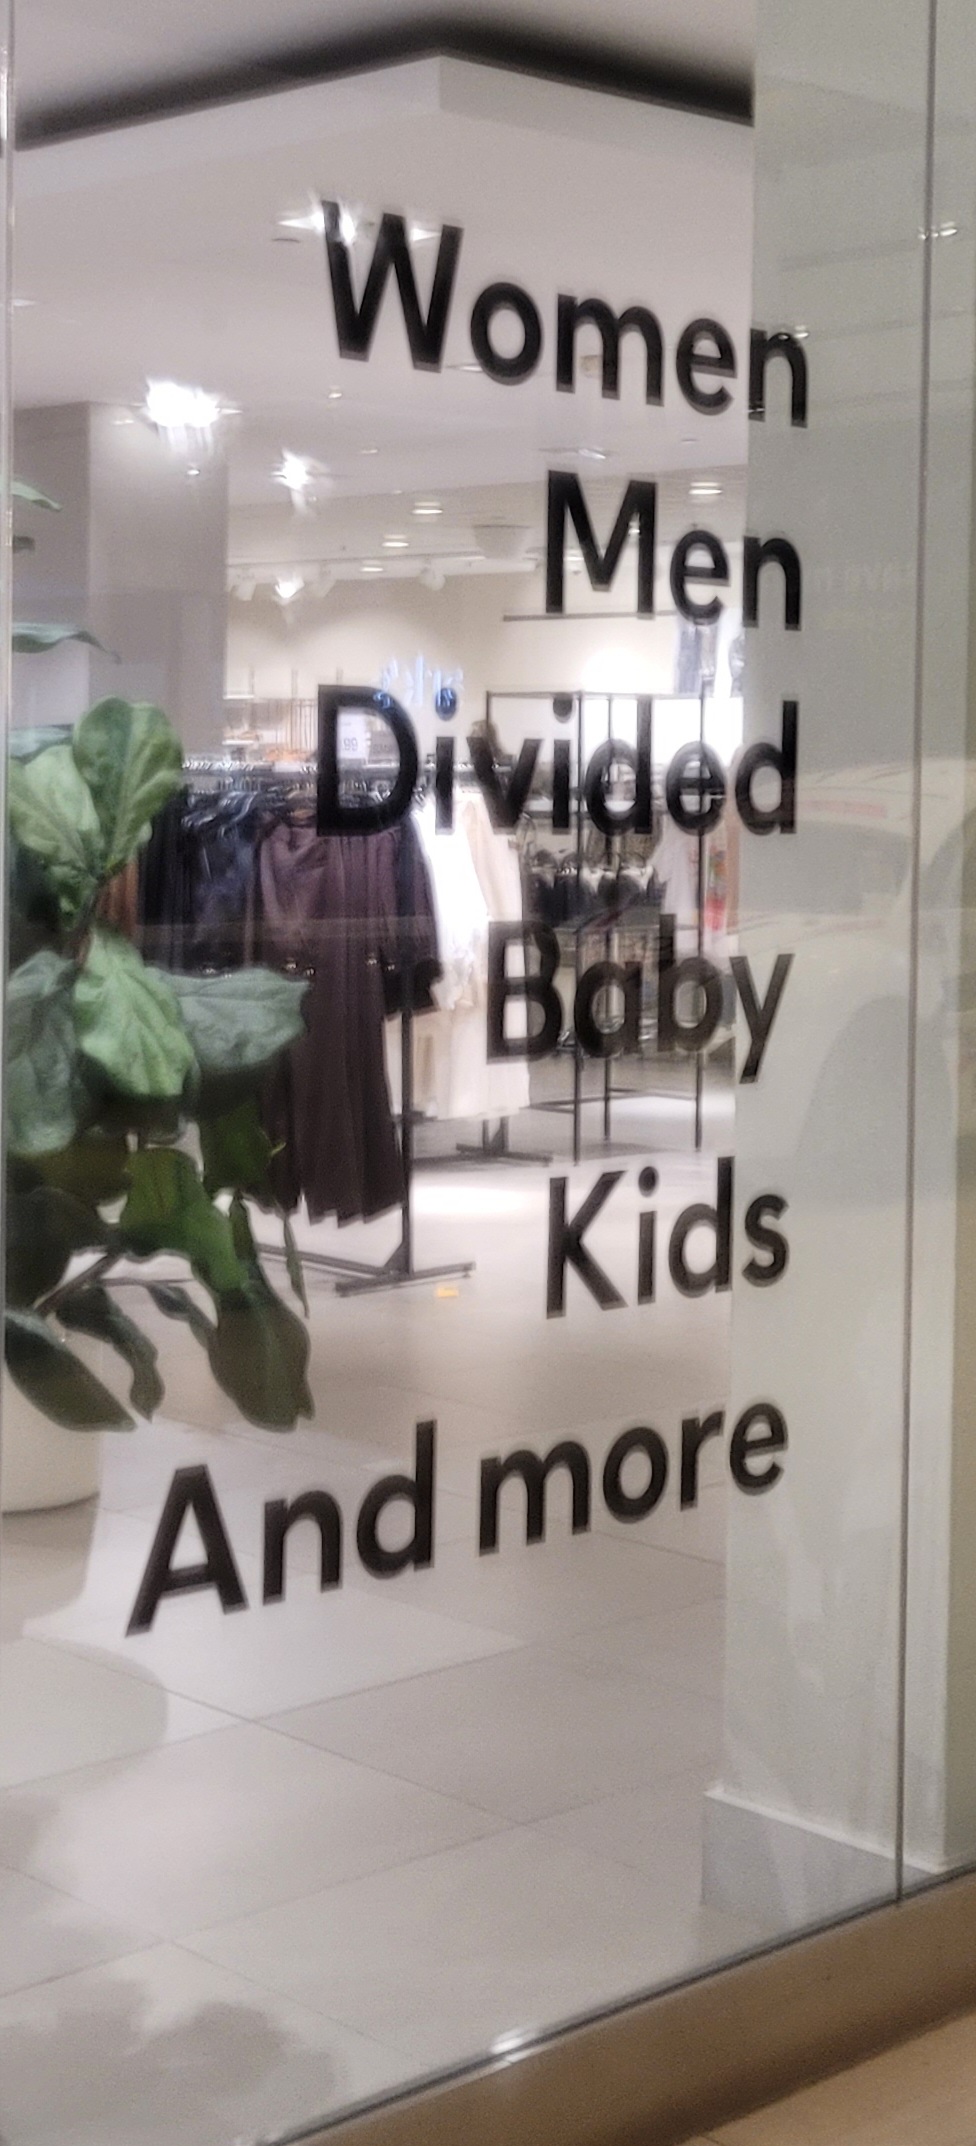 Women
Men
Divided
Baby
Kids
And more